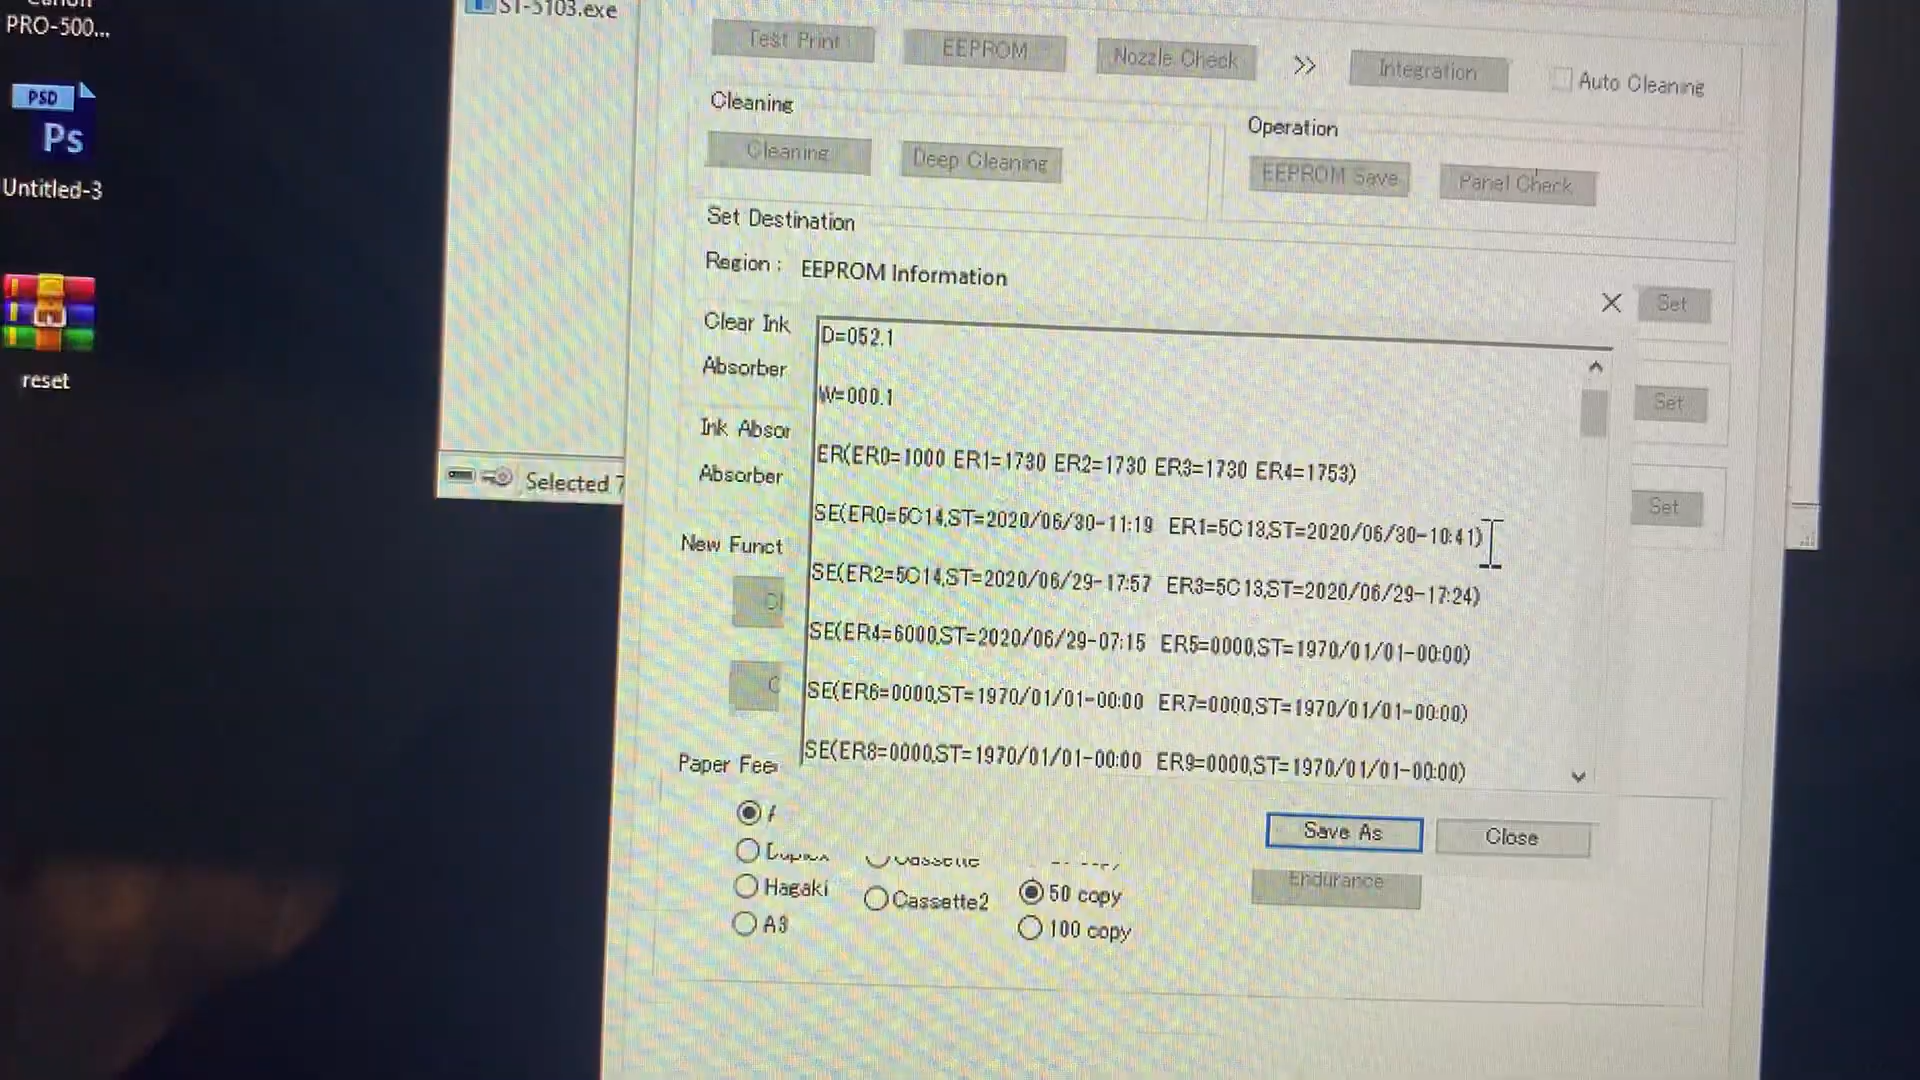 Canon
PRO-500...
PSD
Ps
Untitled-3
reset
ST-5103.exe
Selected 7
Test Print
EEPROM
Nozzle Check
>>
Integration
Auto Cleaning
Cleaning
Operation
Cleaning
Deep Cleaning
EEPROM Save
Panel Check
Set Destination
Region :
EEPROM Information
Set
Clear Ink
Absorber
Set
Ink Absor
Absorber
Set
New Funct
D=052.1
W=000.1
ER(ER0=1000 ER1=1730 ER2=1730 ER3=1730 ER4=1753)
SE(ER0=5C14,ST=2020/06/30-11:19 ER1=5C13,ST=2020/06/30-10:41)
SE(ER2=5C14,ST=2020/06/29-17:57 ER3=5C13,ST=2020/06/29-17:24)
SE(ER4=6000,ST=2020/06/29-07:15 ER5=0000,ST=1970/01/01-00:00)
SE(ER6=0000,ST=1970/01/01-00:00 ER7=0000,ST=1970/01/01-00:00)
SE(ER8=0000,ST=1970/01/01-00:00 ER9=0000,ST=1970/01/01-00:00)
Paper Fee
Save As
Close
Hagaki
Cassette2
50 copy
Endurance
A3
100 copy